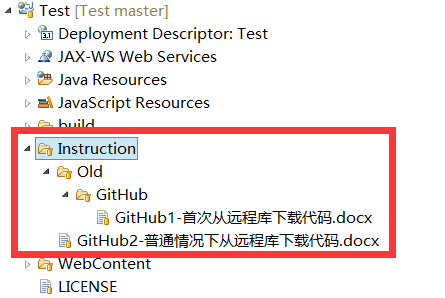 Test [Test master]
Deployment Descriptor: Test
JAX-WS Web Services
Java Resources
JavaScript Resources
build
Instruction
Old
GitHub
GitHub1-首次从远程库下载代码.docx
GitHub2-普通情况下从远程库下载代码.docx
WebContent
LICENSE